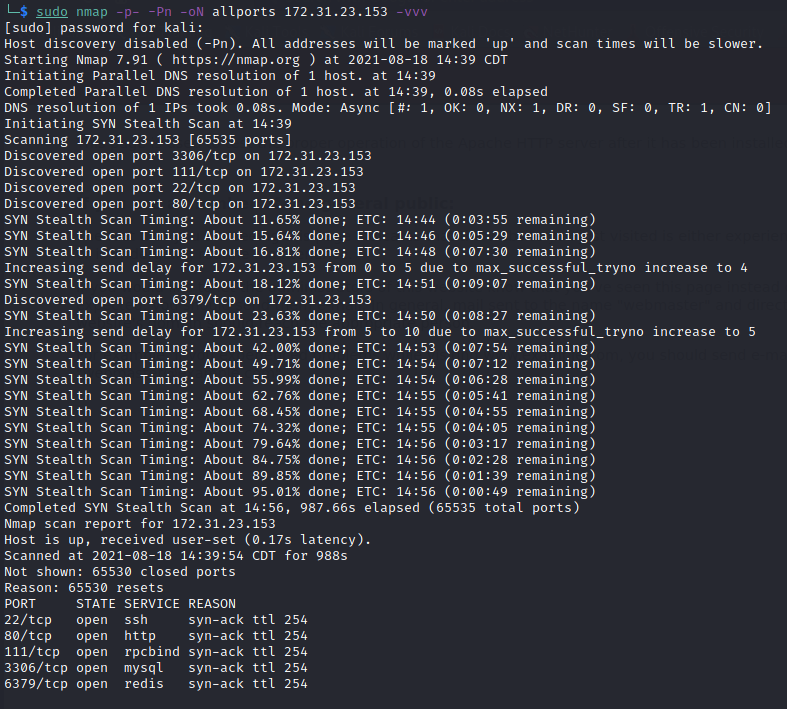 └─$ sudo nmap -p- -Pn -oN allports 172.31.23.153 -vvv
[sudo] password for kali:
Host discovery disabled (-Pn). All addresses will be marked 'up' and scan times will be slower.
Starting Nmap 7.91 ( https://nmap.org ) at 2021-08-18 14:39 CDT
Initiating Parallel DNS resolution of 1 host. at 14:39
Completed Parallel DNS resolution of 1 host. at 14:39, 0.08s elapsed
DNS resolution of 1 IPs took 0.08s. Mode: Async [#: 1, OK: 0, NX: 1, DR: 0, SF: 0, TR: 1, CN: 0]
Initiating SYN Stealth Scan at 14:39
Scanning 172.31.23.153 [65535 ports]
Discovered open port 3306/tcp on 172.31.23.153
Discovered open port 111/tcp on 172.31.23.153
Discovered open port 22/tcp on 172.31.23.153
Discovered open port 80/tcp on 172.31.23.153
SYN Stealth Scan Timing: About 11.65% done; ETC: 14:44 (0:03:55 remaining)
SYN Stealth Scan Timing: About 15.64% done; ETC: 14:46 (0:05:29 remaining)
SYN Stealth Scan Timing: About 16.81% done; ETC: 14:48 (0:07:30 remaining)
Increasing send delay for 172.31.23.153 from 0 to 5 due to max_successful_tryno increase to 4
SYN Stealth Scan Timing: About 18.12% done; ETC: 14:51 (0:09:07 remaining)
Discovered open port 6379/tcp on 172.31.23.153
SYN Stealth Scan Timing: About 23.63% done; ETC: 14:50 (0:08:27 remaining)
Increasing send delay for 172.31.23.153 from 5 to 10 due to max_successful_tryno increase to 5
SYN Stealth Scan Timing: About 42.00% done; ETC: 14:53 (0:07:54 remaining)
SYN Stealth Scan Timing: About 49.71% done; ETC: 14:54 (0:07:12 remaining)
SYN Stealth Scan Timing: About 55.99% done; ETC: 14:54 (0:06:28 remaining)
SYN Stealth Scan Timing: About 62.76% done; ETC: 14:55 (0:05:41 remaining)
SYN Stealth Scan Timing: About 68.45% done; ETC: 14:55 (0:04:55 remaining)
SYN Stealth Scan Timing: About 74.32% done; ETC: 14:55 (0:04:05 remaining)
SYN Stealth Scan Timing: About 79.64% done; ETC: 14:56 (0:03:17 remaining)
SYN Stealth Scan Timing: About 84.75% done; ETC: 14:56 (0:02:28 remaining)
SYN Stealth Scan Timing: About 89.85% done; ETC: 14:56 (0:01:39 remaining)
SYN Stealth Scan Timing: About 95.01% done; ETC: 14:56 (0:00:49 remaining)
Completed SYN Stealth Scan at 14:56, 987.66s elapsed (65535 total ports)
Nmap scan report for 172.31.23.153
Host is up, received user-set (0.17s latency).
Scanned at 2021-08-18 14:39:54 CDT for 988s
Not shown: 65530 closed ports
Reason: 65530 resets
PORT     STATE SERVICE REASON
22/tcp   open  ssh     syn-ack ttl 254
80/tcp   open  http    syn-ack ttl 254
111/tcp  open  rpcbind syn-ack ttl 254
3306/tcp open  mysql   syn-ack ttl 254
6379/tcp open  redis   syn-ack ttl 254